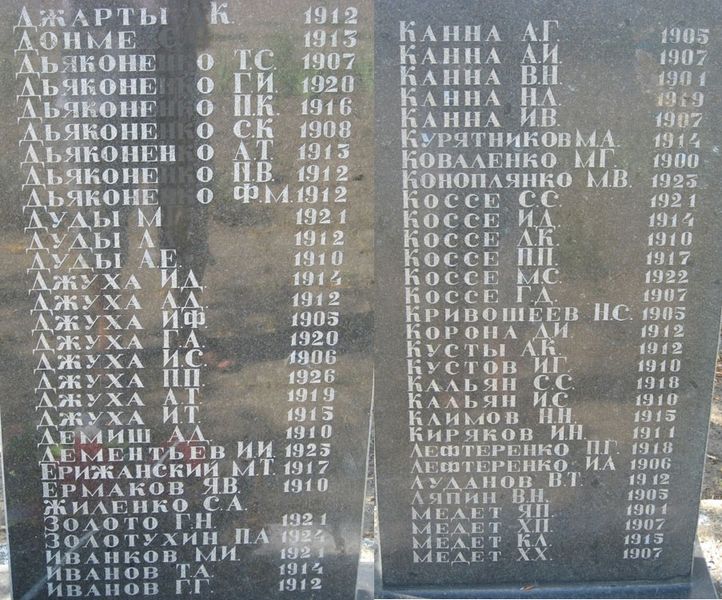 ДЖАРТЫ К. 1912
ДОНМЕ С. 1913
ДЬЯКОНЕНКО Т.С. 1907
ДЬЯКОНЕНКО Г.И. 1920
ДЬЯКОНЕНКО П.К. 1916
ДЬЯКОНЕНКО С.К 1908
ДЬЯКОНЕНКО А.Т. 1913
ДЬЯКОНЕНКО П.В. 1912
ДЬЯКОНЕНКО Ф.М. 1912
ДУДЫ М 1921
ДУДЫ Л 1912
ДУДЫ А.Е. 1910
ДЖУХА И.Д. 1914
ДЖУХА Д.Д. 1912
ДЖУХА И.Ф. 1905
ДЖУХА Г.А. 1920
ДЖУХА И.С. 1906
ДЖУХА П.П. 1926
ДЖУХА А.Т. 1919
ДЖУХА И.Т. 1915
ДЕМИШ Д.Д. 1910
ДЕМЕНТЬЕВ И.И. 1925
ЕРИЖАНСКИЙ М.Т. 1917
ЕРМАКОВ Я.В. 1910
ЖИЛЕНКО С.А.
ЗОЛОТО Г.Н. 1921
ЗОЛОТУХИН П.А 1924
ИВАНКОВ М.И. 1921
ИВАНОВ Т.А. 1914
ИВАНОВ Г.Г. 1912
КАННА А.Г. 1905
КАННА А.И. 1907
КАННА В.Н. 1901
КАННА Н.Д. 1919
КАННА И.В. 1907
КУРЯТНИКОВ М.А. 1914
КОВАЛЕНКО М.Г. 1900
КОНОПЛЯНКО М.В. 1923
КОССЕ С.С. 1921
КОССЕ И.Д. 1914
КОССЕ Л.К. 1910
КОССЕ П.П. 1917
КОССЕ М.С. 1922
КОССЕ Г.Д. 1907
КРИВОШЕЕВ Н.С. 1905
КОРОНА Д.И. 1912
КУСТЫ А.К. 1912
КУСТОВ И.Г. 1910
КАЛЬЯН С.С. 1918
КАЛЬЯН И.С. 1910
КЛИМОВ Н.Н. 1915
КИРЯКОВ И.Н. 1911
ЛЕФТЕРЕНКО П.Г. 1918
ЛЕФТЕРЕНКО И.А 1906
ЛУДАНОВ В.Т. 1912
ЛЯПИН В.Н. 1905
МЕДЕТ Я.П. 1901
МЕДЕТ Х.П. 1907
МЕДЕТ К.Л. 1915
МЕДЕТ Х.Х. 1907